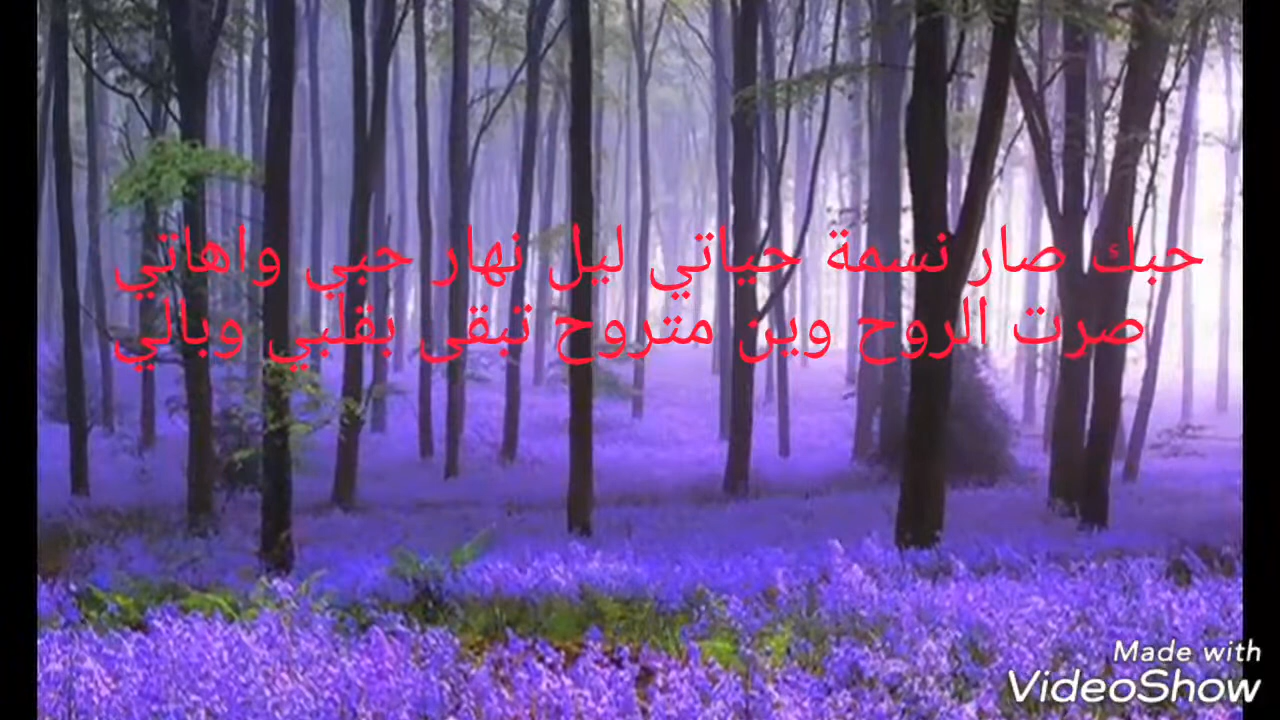 حبك صار نسمة حياتي ليل نهار حبي واهاتي
صرت الروح وين متروح تبقى بقلبي وبالي
Made with
VideoShow